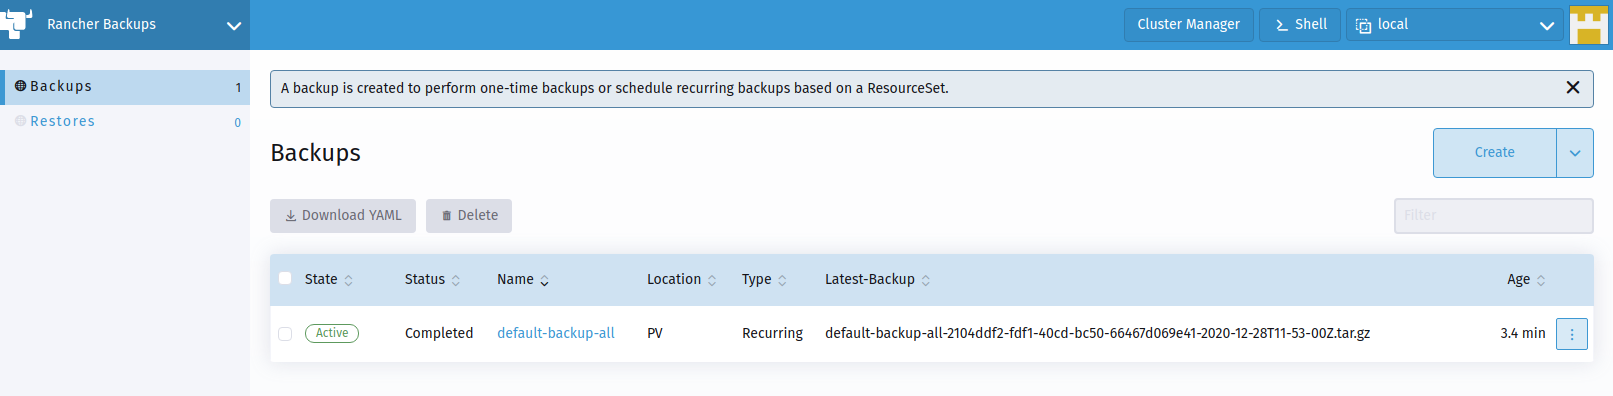 Rancher Backups
Cluster Manager
Shell
local
Backups 1
Restores 0
A backup is created to perform one-time backups or schedule recurring backups based on a ResourceSet.
Backups
Create
Download YAML
Delete
Filter
State Status Name Location Type Latest-Backup Age
Active Completed default-backup-all PV Recurring default-backup-all-2104ddf2-fdf1-40cd-bc50-66467d069e41-2020-12-28T11-53-00Z.tar.gz 3.4 min